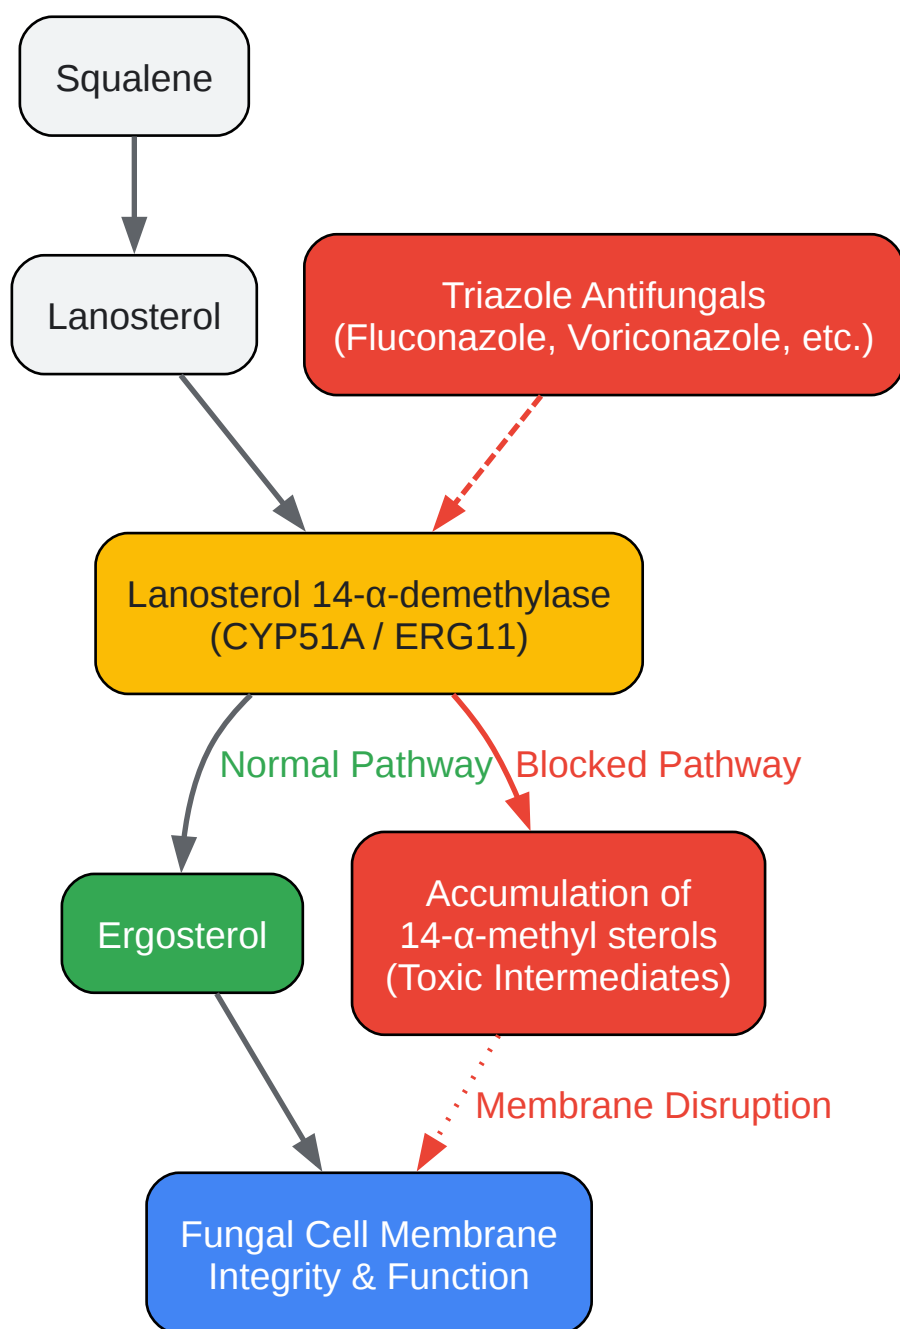 Squalene
Lanosterol
Triazole Antifungals
(Fluconazole, Voriconazole, etc.)
Lanosterol 14-α-demethylase
(CYP51A / ERG11)
Normal Pathway
Blocked Pathway
Ergosterol
Accumulation of
14-α-methyl sterols
(Toxic Intermediates)
Membrane Disruption
Fungal Cell Membrane
Integrity & Function